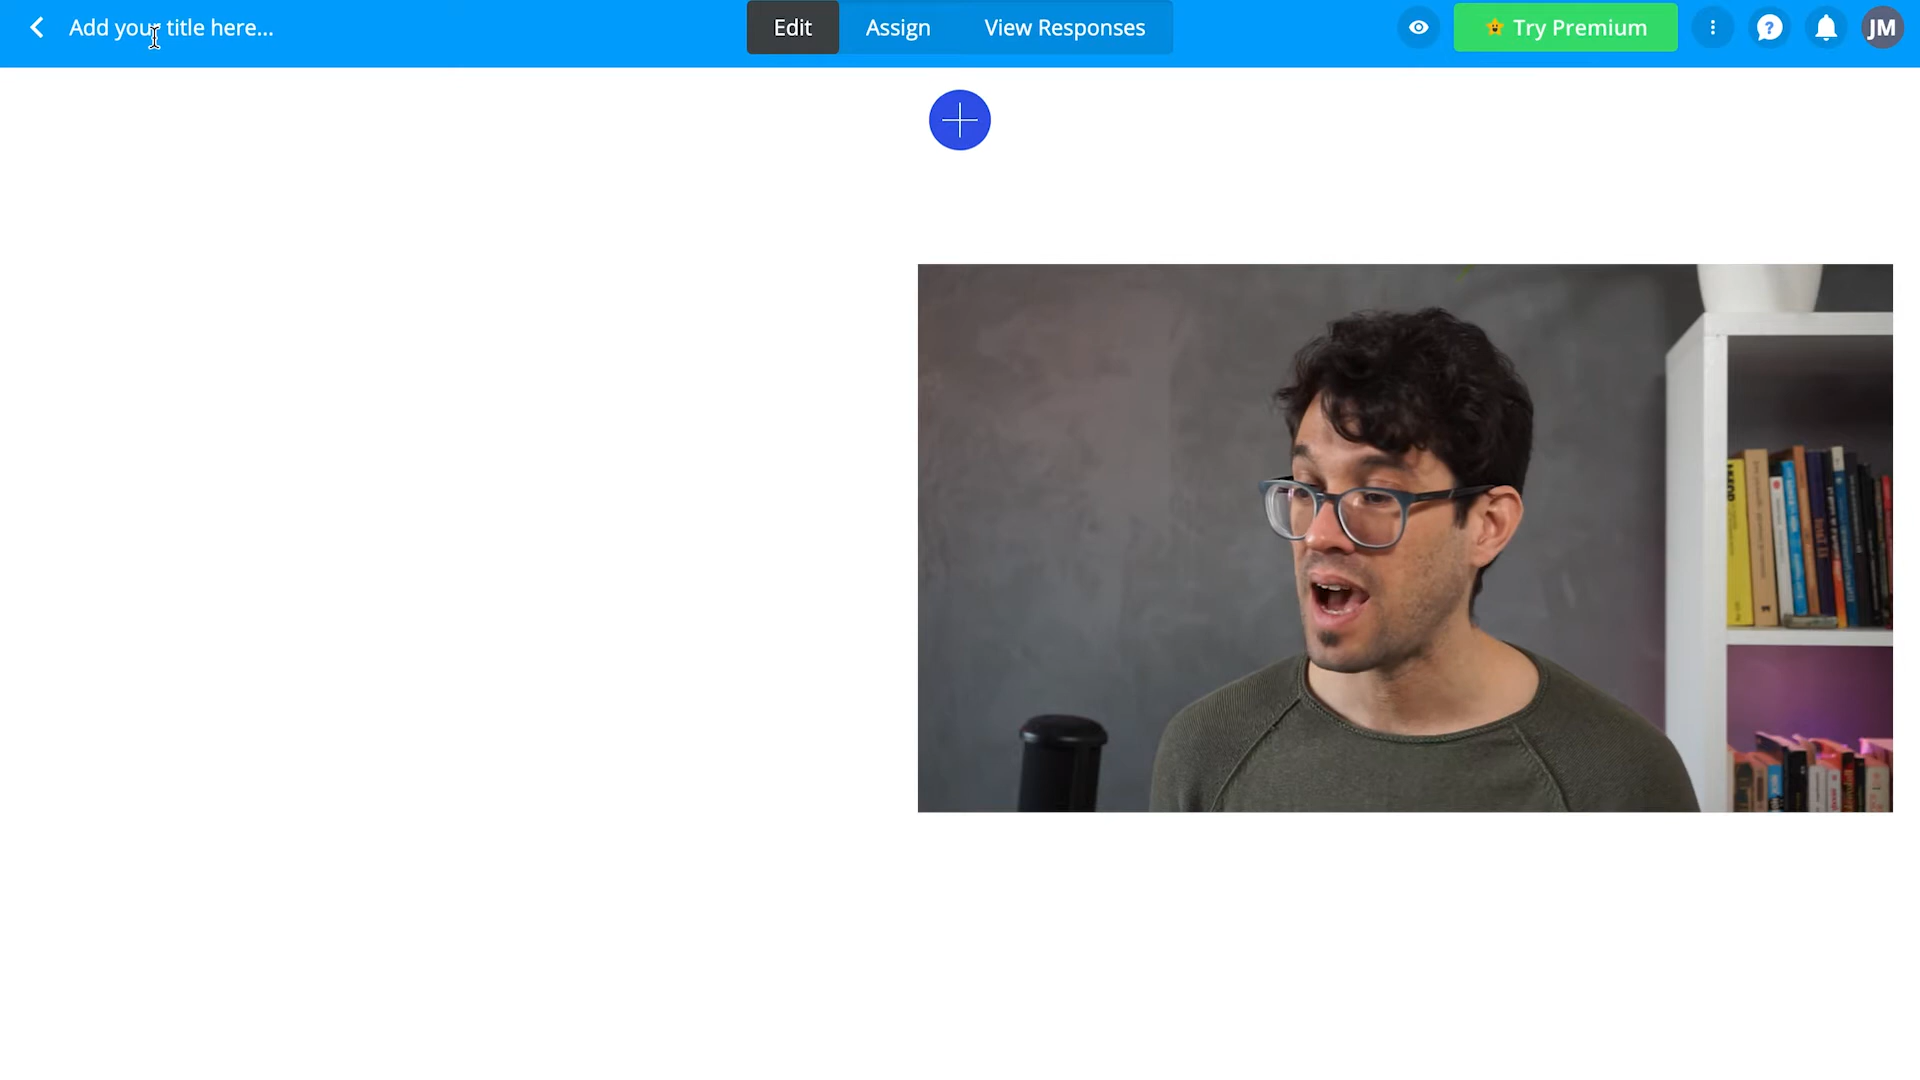 Add your title here...
Edit
Assign
View Responses
Try Premium
?
JM